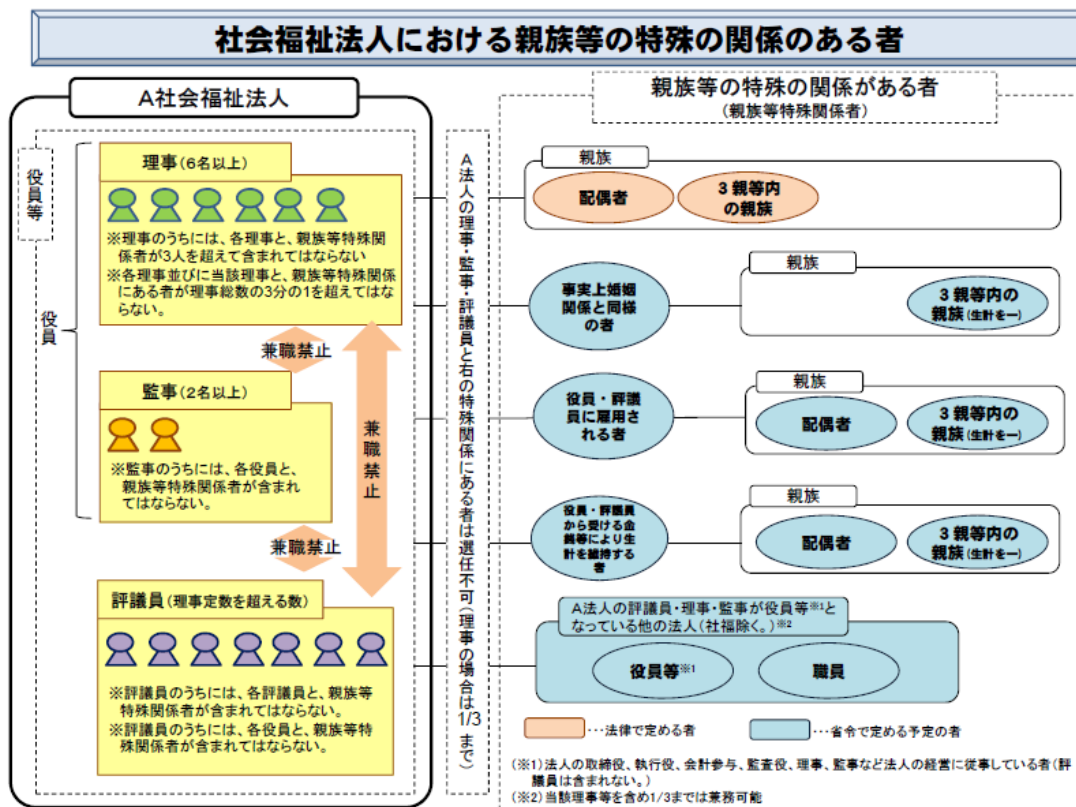 社会福祉法人における親族等の特殊の関係のある者
A社会福祉法人
役員等
役員
理事(6名以上)
※理事のうちには、各理事と、親族等特殊関
係者が3人を超えて含まれてはならない
※各理事並びに当該理事と、親族等特殊関係
にある者が理事総数の3分の1を超えてはな
らない。
兼職禁止
監事(2名以上)
※監事のうちには、各役員と、
親族等特殊関係者が含まれ
てはならない。
兼職禁止
兼職禁止
評議員(理事定数を超える数)
※評議員のうちには、各評議員と、親族等
特殊関係者が含まれてはならない。
※評議員のうちには、各役員と、親族等特
殊関係者が含まれてはならない。
A法人の理事・監事・評議員と右の特殊関係にある者は選任不可(理事の場合は1/3まで)
親族等の特殊の関係がある者
(親族等特殊関係者)
親族
配偶者
3親等内
の親族
事実上婚姻
関係と同様
の者
親族
3親等内の
親族(生計を一)
役員・評議
員に雇用さ
れる者
親族
配偶者
3親等内の
親族(生計を一)
役員・評議員
から受ける金
銭等により生
計を維持する
者
親族
配偶者
3親等内の
親族(生計を一)
A法人の評議員・理事・監事が役員等※1と
なっている他の法人(社福除く。)※2
役員等※1
職員
・・・法律で定める者
・・・省令で定める予定の者
(※1)法人の取締役、執行役、会計参与、監査役、理事、監事など法人の経営に従事している者(評
議員は含まれない。)
(※2)当該理事等を含め1/3までは兼務可能